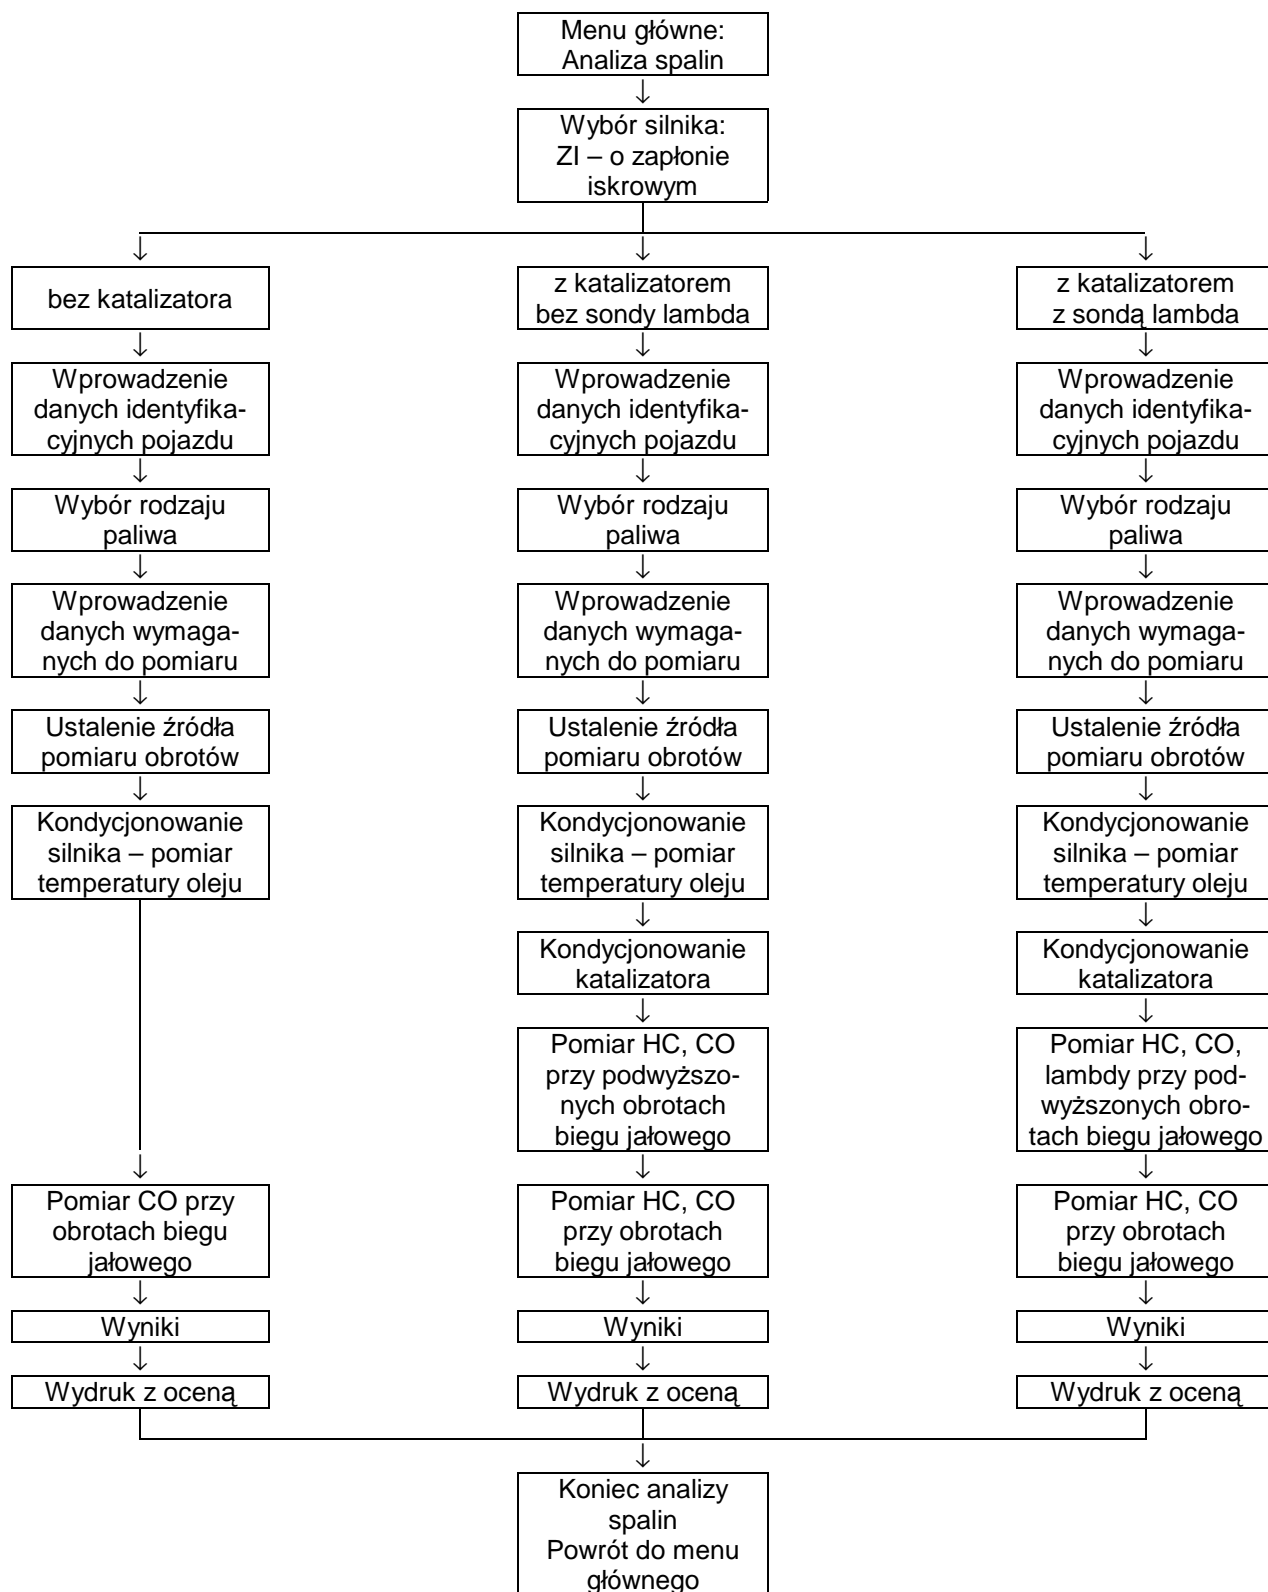 Menu główne:
Analiza spalin
Wybór silnika:
ZI – o zapłonie
iskrowym
bez katalizatora
z katalizatorem
bez sondy lambda
z katalizatorem
z sondą lambda
Wprowadzenie
danych identyfika-
cyjnych pojazdu
Wprowadzenie
danych identyfika-
cyjnych pojazdu
Wprowadzenie
danych identyfika-
cyjnych pojazdu
Wybór rodzaju
paliwa
Wybór rodzaju
paliwa
Wybór rodzaju
paliwa
Wprowadzenie
danych wymaga-
nych do pomiaru
Wprowadzenie
danych wymaga-
nych do pomiaru
Wprowadzenie
danych wymaga-
nych do pomiaru
Ustalenie źródła
pomiaru obrotów
Ustalenie źródła
pomiaru obrotów
Ustalenie źródła
pomiaru obrotów
Kondycjonowanie
silnika – pomiar
temperatury oleju
Kondycjonowanie
silnika – pomiar
temperatury oleju
Kondycjonowanie
silnika – pomiar
temperatury oleju
Kondycjonowanie
katalizatora
Kondycjonowanie
katalizatora
Pomiar HC, CO
przy podwyższo-
nych obrotach
biegu jałowego
Pomiar HC, CO,
lambdy przy pod-
wyższonych obro-
tach biegu jałowego
Pomiar CO przy
obrotach biegu
jałowego
Pomiar HC, CO
przy obrotach
biegu jałowego
Pomiar HC, CO
przy obrotach
biegu jałowego
Wyniki
Wyniki
Wyniki
Wydruk z oceną
Wydruk z oceną
Wydruk z oceną
Koniec analizy
spalin
Powrót do menu
głównego